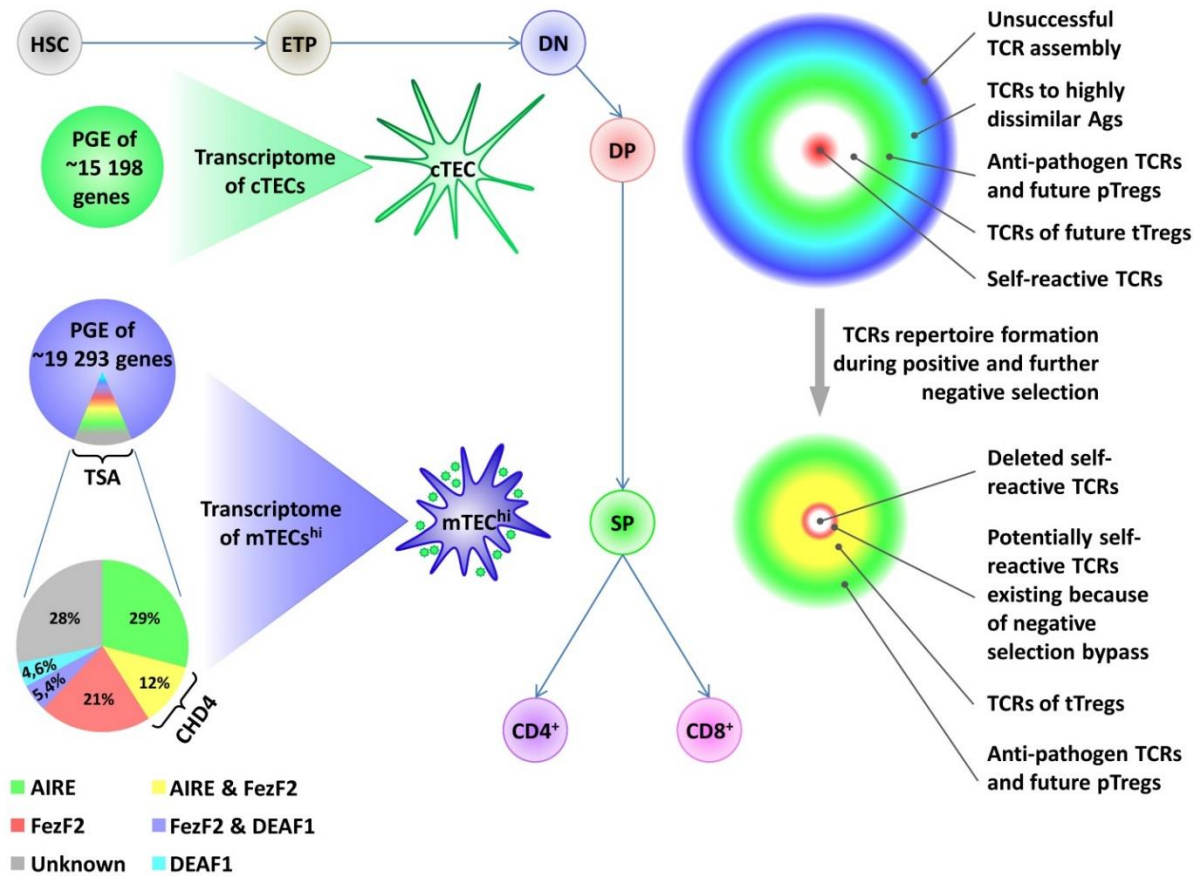 HSC
ETP
DN
DP
PGE of
~15 198
genes
Transcriptome
of cTECs
cTEC
Unsuccessful
TCR assembly
TCRs to highly
dissimilar Ags
Anti-pathogen TCRs
and future pTregs
TCRs of future tTregs
Self-reactive TCRs
TCRs repertoire formation
during positive and further
negative selection
PGE of
~19 293 genes
TSA
Transcriptome
of mTECsʰⁱ
mTECʰⁱ
SP
CD4⁺
CD8⁺
28%
29%
4,6%
5,4%
21%
12%
CHD4
Deleted self-
reactive TCRs
Potentially self-
reactive TCRs
existing because
of negative
selection bypass
TCRs of tTregs
Anti-pathogen TCRs
and future pTregs
AIRE
AIRE & FezF2
FezF2
FezF2 & DEAF1
Unknown
DEAF1